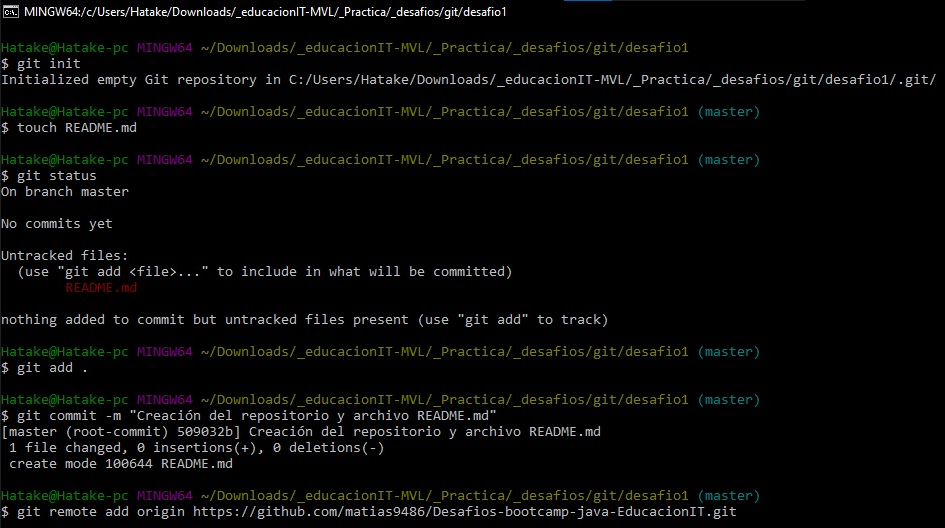 MINGW64:/c/Users/Hatake/Downloads/_educacionIT-MVL/_Practica/_desafios/git/desafio1
Hatake@Hatake-pc MINGW64 ~/Downloads/_educacionIT-MVL/_Practica/_desafios/git/desafio1
$ git init
Initialized empty Git repository in C:/Users/Hatake/Downloads/_educacionIT-MVL/_Practica/_desafios/git/desafio1/.git/
Hatake@Hatake-pc MINGW64 ~/Downloads/_educacionIT-MVL/_Practica/_desafios/git/desafio1 (master)
$ touch README.md
Hatake@Hatake-pc MINGW64 ~/Downloads/_educacionIT-MVL/_Practica/_desafios/git/desafio1 (master)
$ git status
On branch master
No commits yet
Untracked files:
  (use "git add <file>..." to include in what will be committed)
        README.md
nothing added to commit but untracked files present (use "git add" to track)
Hatake@Hatake-pc MINGW64 ~/Downloads/_educacionIT-MVL/_Practica/_desafios/git/desafio1 (master)
$ git add .
Hatake@Hatake-pc MINGW64 ~/Downloads/_educacionIT-MVL/_Practica/_desafios/git/desafio1 (master)
$ git commit -m "Creación del repositorio y archivo README.md"
[master (root-commit) 509032b] Creación del repositorio y archivo README.md
 1 file changed, 0 insertions(+), 0 deletions(-)
 create mode 100644 README.md
Hatake@Hatake-pc MINGW64 ~/Downloads/_educacionIT-MVL/_Practica/_desafios/git/desafio1 (master)
$ git remote add origin https://github.com/matias9486/Desafios-bootcamp-java-EducacionIT.git